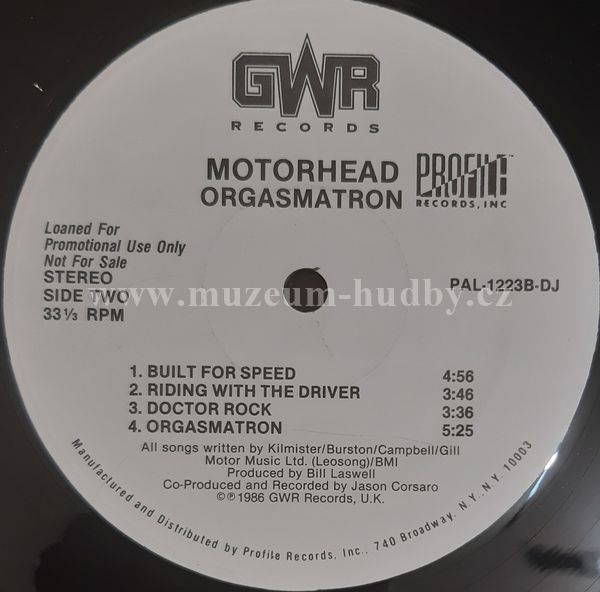 GWR
RECORDS
MOTORHEAD
ORGASMATRON
PROFILE™
RECORDS, INC
Loaned For
Promotional Use Only
Not For Sale
STEREO
SIDE TWO
33⅓ RPM
PAL-1223B-DJ
www.muzeum-hudby.cz
1. BUILT FOR SPEED 4:56
2. RIDING WITH THE DRIVER 3:46
3. DOCTOR ROCK 3:36
4. ORGASMATRON 5:25
All songs written by Kilmister/Burston/Campbell/Gill
Motor Music Ltd. (Leosong)/BMI
Produced by Bill Laswell
Co-Produced and Recorded by Jason Corsaro
©℗1986 GWR Records, U.K.
Manufactured and Distributed by Profile Records, Inc., 740 Broadway, N.Y., N.Y. 10003